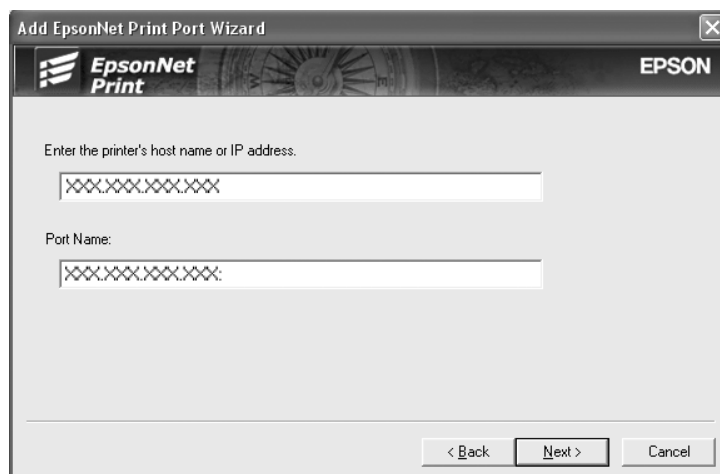 Add EpsonNet Print Port Wizard
EpsonNet
Print
EPSON
W
E
Enter the printer's host name or IP address.
XXX.XXX.XXX.XXX
Port Name:
XXX.XXX.XXX.XXX:
< Back
Next >
Cancel